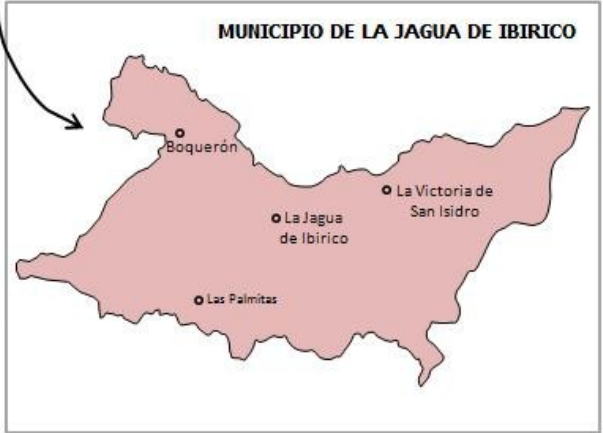 MUNICIPIO DE LA JAGUA DE IBIRICO
Boquerón
La Victoria de
San Isidro
La Jagua
de Ibirico
Las Palmitas